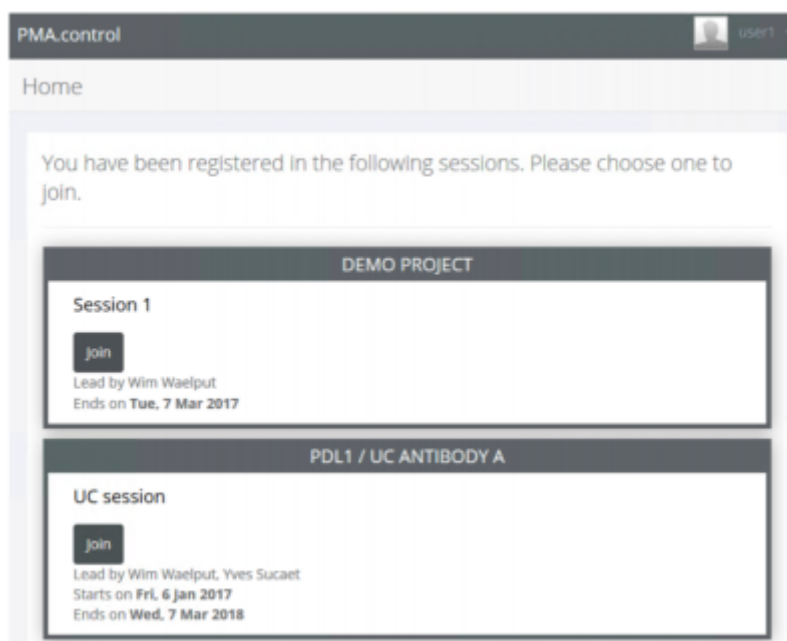 PMA.control
user1
Home
You have been registered in the following sessions. Please choose one to
join.
DEMO PROJECT
Session 1
Join
Lead by Wim Waelput
Ends on Tue, 7 Mar 2017
PDL1 / UC ANTIBODY A
UC session
Join
Lead by Wim Waelput, Yves Sucaet
Starts on Fri, 6 Jan 2017
Ends on Wed, 7 Mar 2018